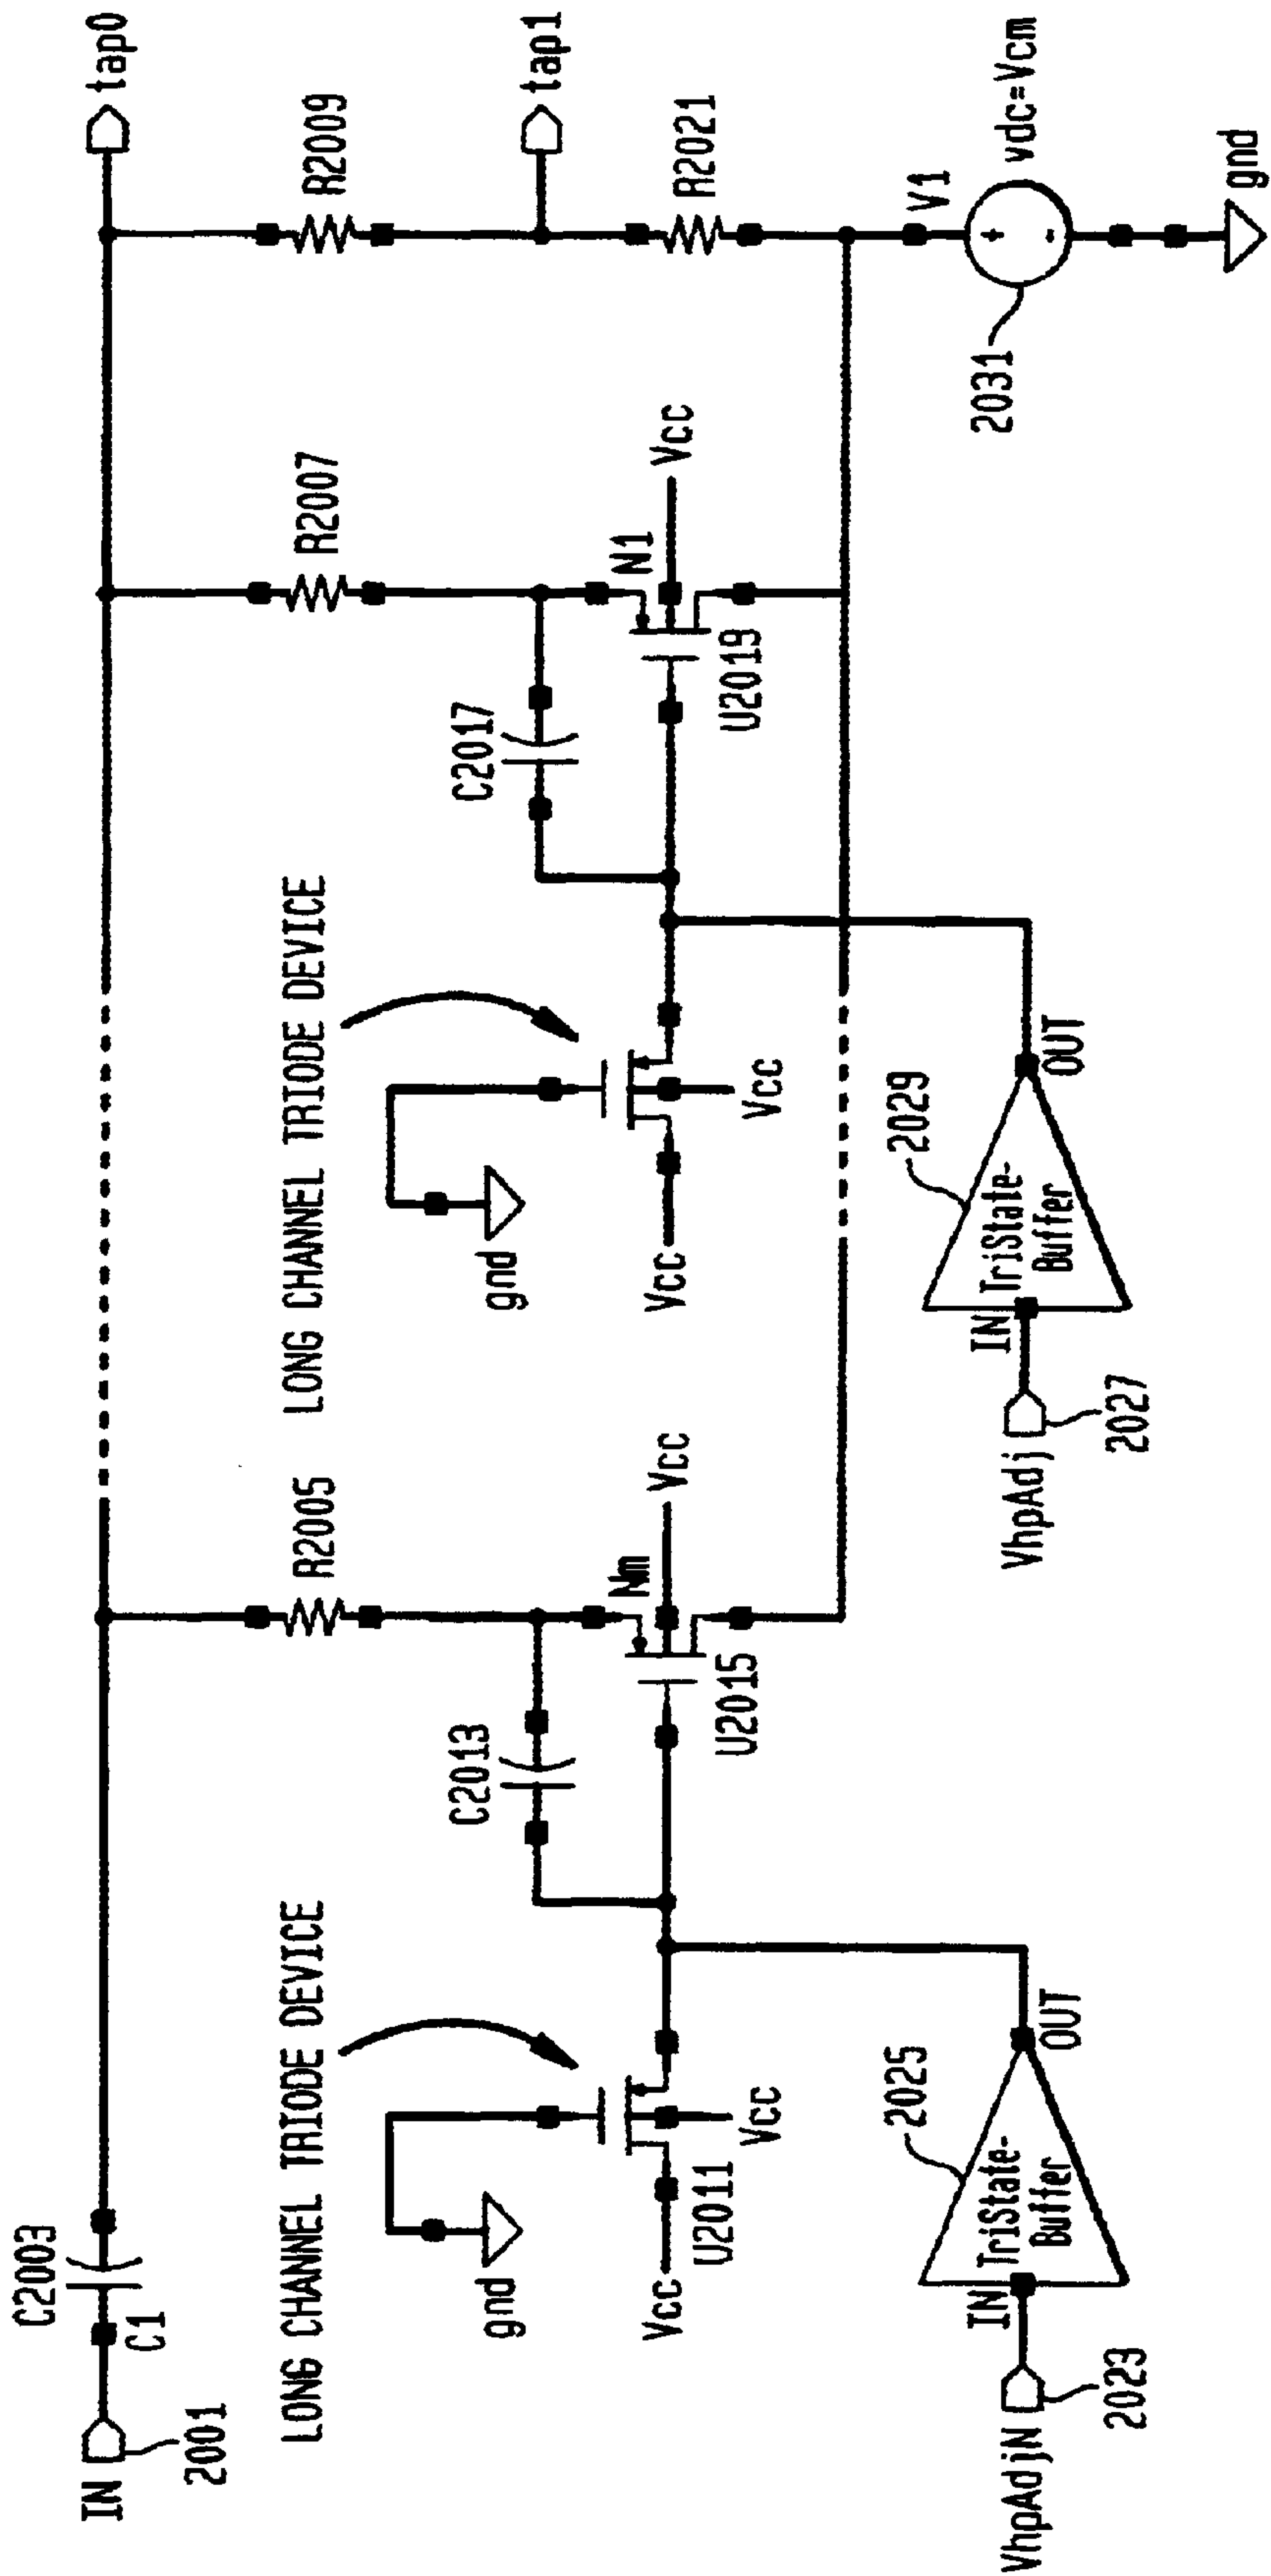 IN
2001
C2003
C1
tap0
R2005
R2007
R2009
LONG CHANNEL TRIODE DEVICE
LONG CHANNEL TRIODE DEVICE
gnd
gnd
C2013
C2017
tap1
Vcc
Vcc
U2011
Nm
Vcc
U2015
Vcc
Vcc
N1
Vcc
U2019
R2021
VhpAdjN
2023
IN
TriState-
Buffer
2025
OUT
VhpAdj
2027
IN
TriState-
Buffer
2029
OUT
V1
+
-
vdc=Vcm
2031
gnd